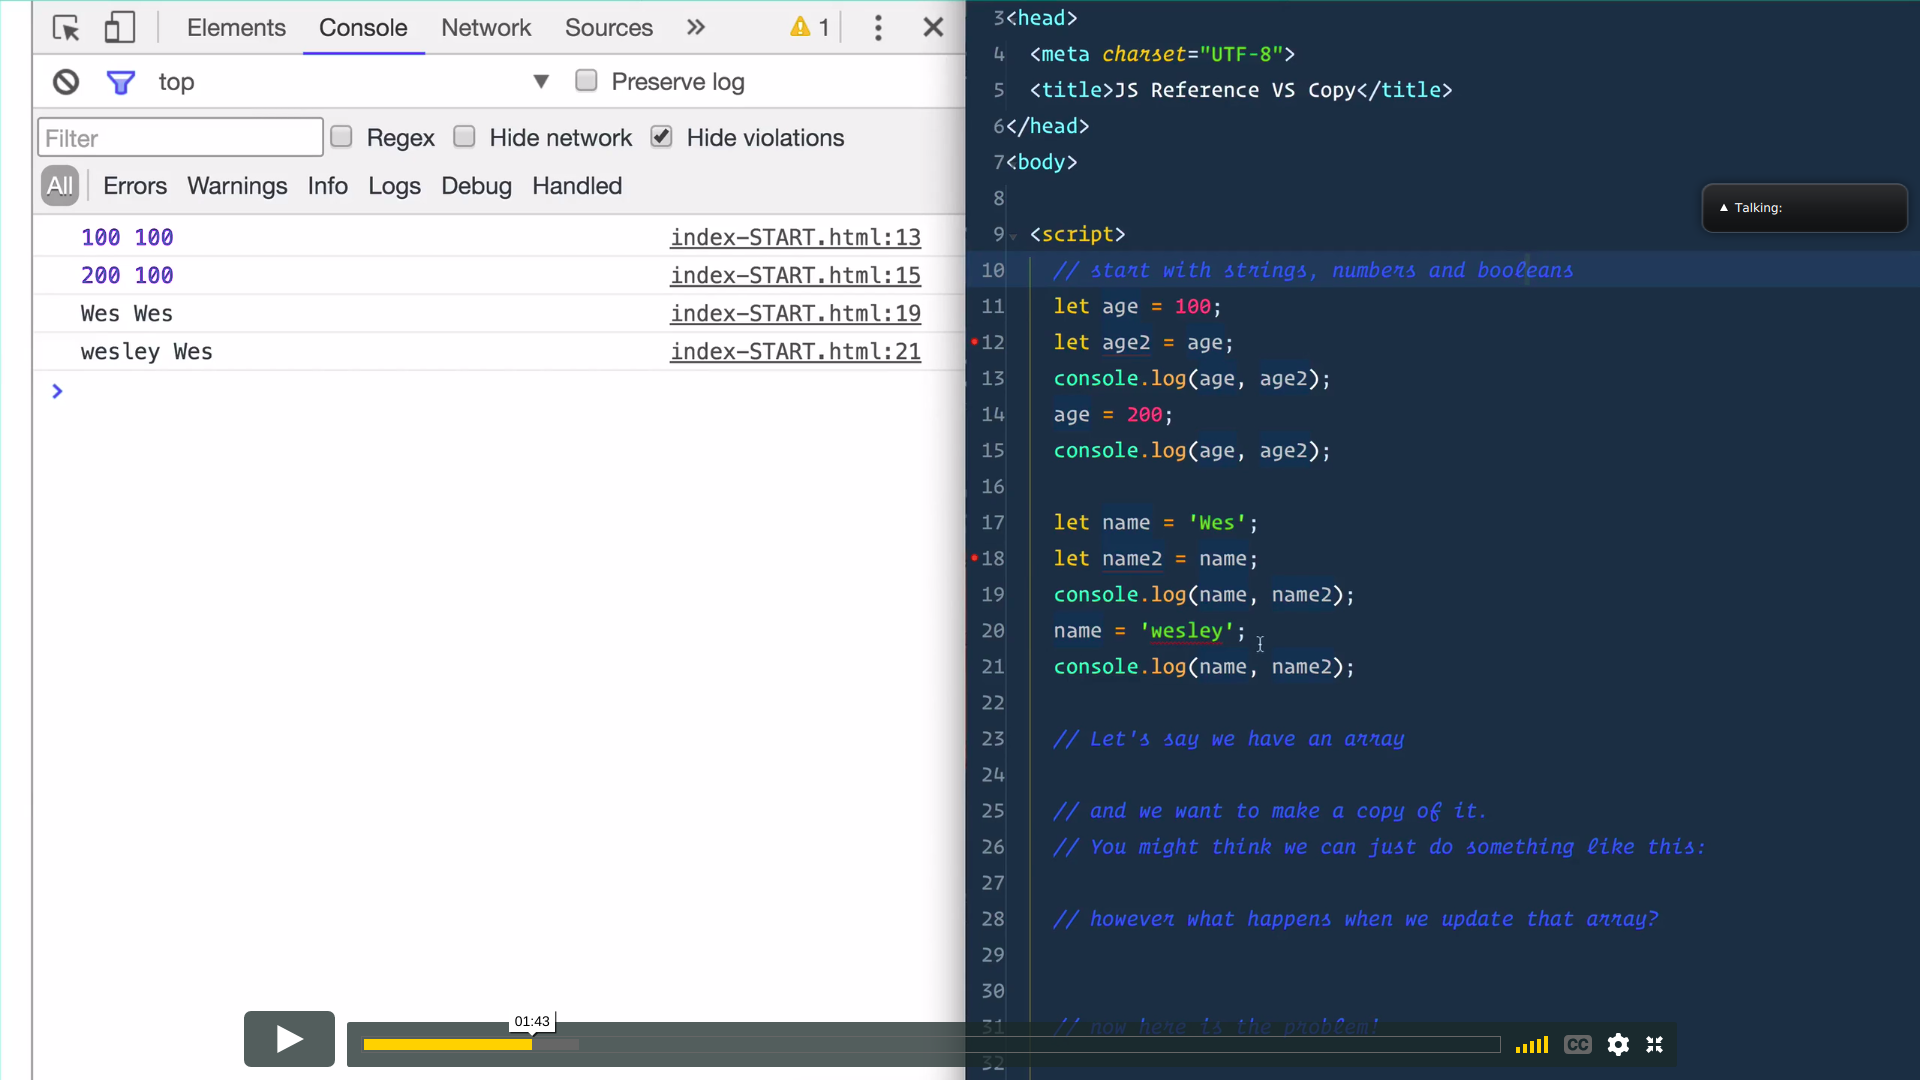 Elements Console Network Sources » 1
top Preserve log
Filter Regex Hide network Hide violations
All Errors Warnings Info Logs Debug Handled
100 100 index-START.html:13
200 100 index-START.html:15
Wes Wes index-START.html:19
wesley Wes index-START.html:21
3 <head>
4 <meta charset="UTF-8">
5 <title>JS Reference VS Copy</title>
6 </head>
7 <body>
8
9 <script>
10 // start with strings, numbers and booleans
11 let age = 100;
12 let age2 = age;
13 console.log(age, age2);
14 age = 200;
15 console.log(age, age2);
16
17 let name = 'Wes';
18 let name2 = name;
19 console.log(name, name2);
20 name = 'wesley';
21 console.log(name, name2);
22
23 // Let's say we have an array
24
25 // and we want to make a copy of it.
26 // You might think we can just do something like this:
27
28 // however what happens when we update that array?
29
30
31 // now here is the problem!
32
▲ Talking:
01:43
CC